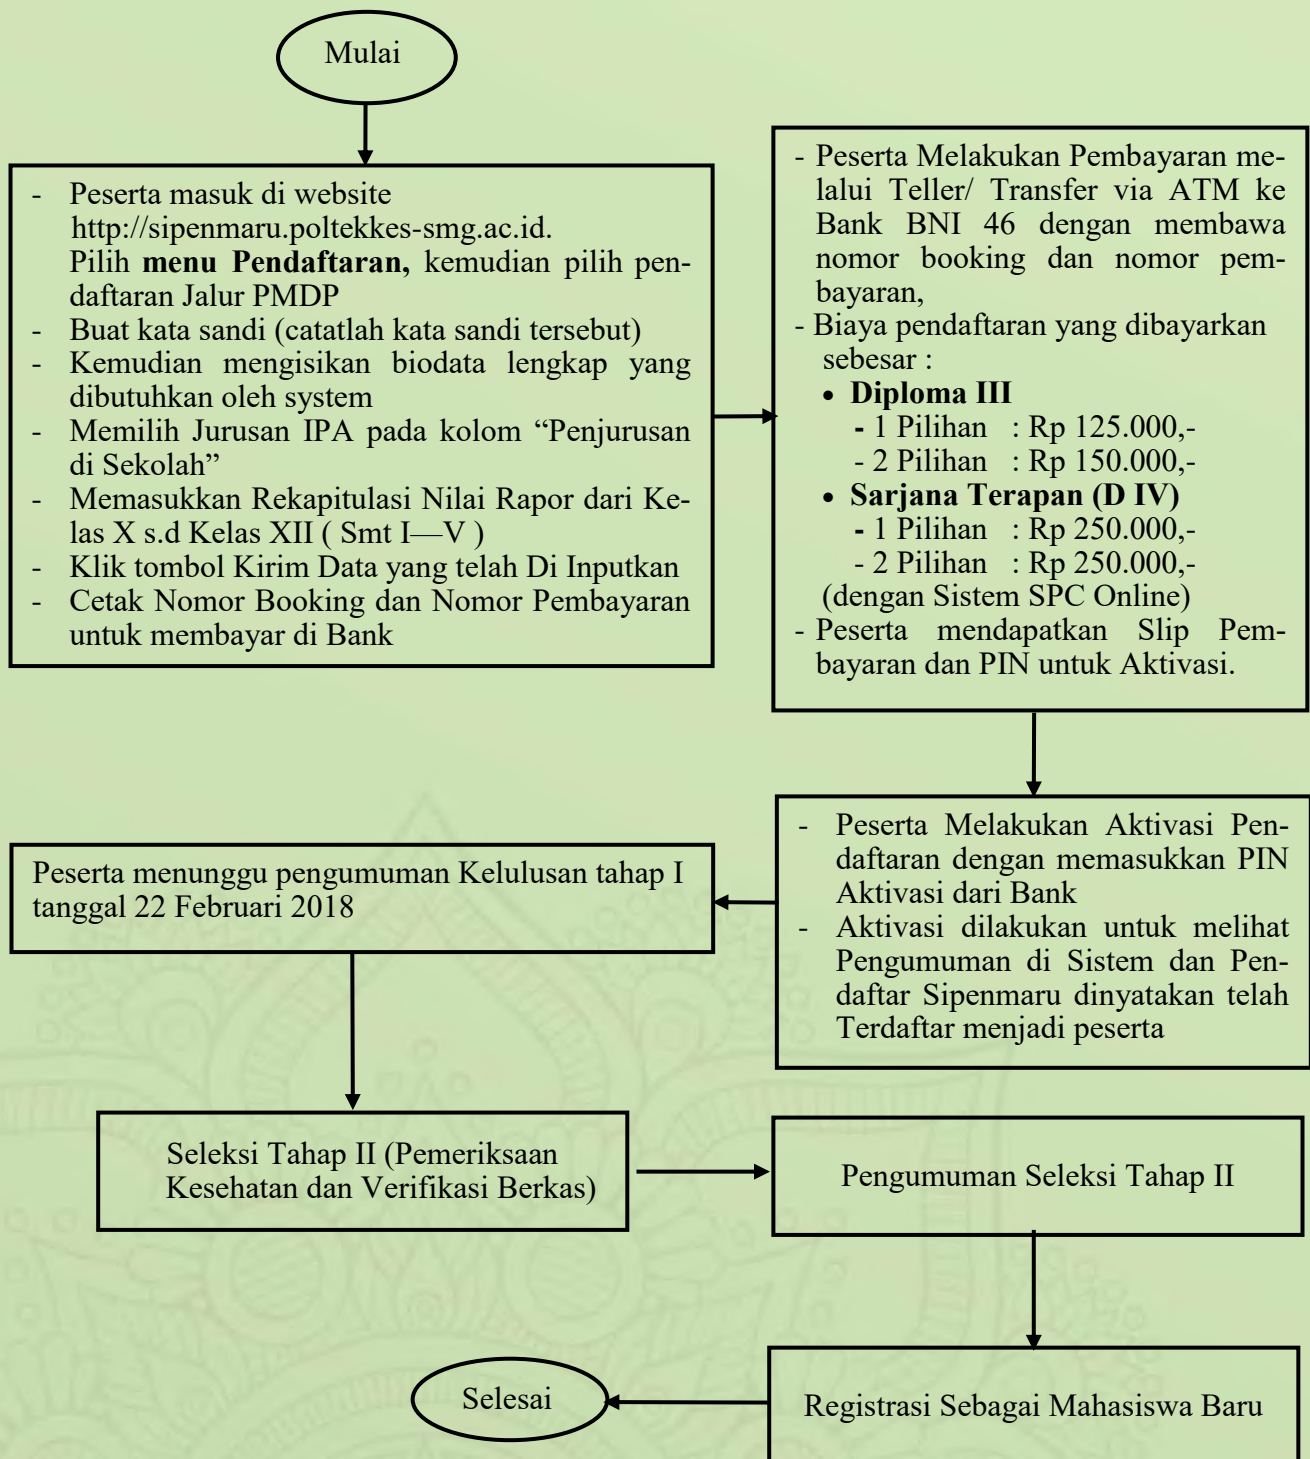 Mulai
- Peserta masuk di website
http://sipenmaru.poltekkes-smg.ac.id.
Pilih menu Pendaftaran, kemudian pilih pen-
daftaran Jalur PMDP
- Buat kata sandi (catatlah kata sandi tersebut)
- Kemudian mengisikan biodata lengkap yang
dibutuhkan oleh system
- Memilih Jurusan IPA pada kolom “Penjurusan
di Sekolah”
- Memasukkan Rekapitulasi Nilai Rapor dari Ke-
las X s.d Kelas XII ( Smt I—V )
- Klik tombol Kirim Data yang telah Di Inputkan
- Cetak Nomor Booking dan Nomor Pembayaran
untuk membayar di Bank
- Peserta Melakukan Pembayaran me-
lalui Teller/ Transfer via ATM ke
Bank BNI 46 dengan membawa
nomor booking dan nomor pem-
bayaran,
- Biaya pendaftaran yang dibayarkan
sebesar :
• Diploma III
- 1 Pilihan : Rp 125.000,-
- 2 Pilihan : Rp 150.000,-
• Sarjana Terapan (D IV)
- 1 Pilihan : Rp 250.000,-
- 2 Pilihan : Rp 250.000,-
(dengan Sistem SPC Online)
- Peserta mendapatkan Slip Pem-
bayaran dan PIN untuk Aktivasi.
- Peserta Melakukan Aktivasi Pen-
daftaran dengan memasukkan PIN
Aktivasi dari Bank
- Aktivasi dilakukan untuk melihat
Pengumuman di Sistem dan Pen-
daftar Sipenmaru dinyatakan telah
Terdaftar menjadi peserta
Peserta menunggu pengumuman Kelulusan tahap I
tanggal 22 Februari 2018
Seleksi Tahap II (Pemeriksaan
Kesehatan dan Verifikasi Berkas)
Pengumuman Seleksi Tahap II
Registrasi Sebagai Mahasiswa Baru
Selesai